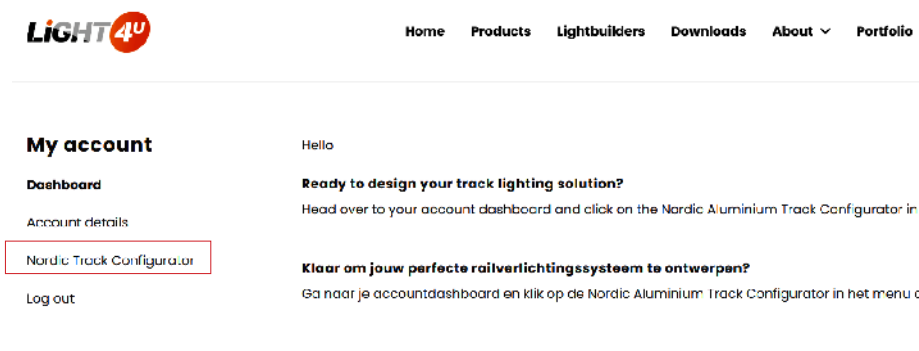 LiGHT 4U
Home Products Lightbuilders Downloads About Portfolio
My account
Dashboard
Account details
Nordic Track Configurator
Log out
Hello
Ready to design your track lighting solution?
Head over to your account dashboard and click on the Nordic Aluminium Track Configurator in
Klaar om jouw perfecte railverlichtingssysteem te ontwerpen?
Ga naar je accountdashboard en klik op de Nordic Aluminium Track Configurator in het menu